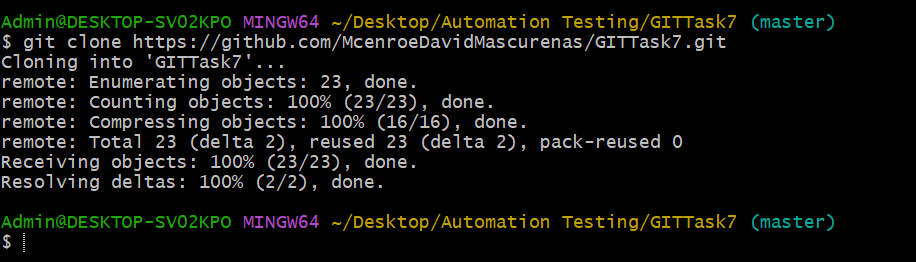 Admin@DESKTOP-SV02KPO MINGW64 ~/Desktop/Automation Testing/GITTask7 (master)
$ git clone https://github.com/McenroeDavidMascurenas/GITTask7.git
Cloning into 'GITTask7'...
remote: Enumerating objects: 23, done.
remote: Counting objects: 100% (23/23), done.
remote: Compressing objects: 100% (16/16), done.
remote: Total 23 (delta 2), reused 23 (delta 2), pack-reused 0
Receiving objects: 100% (23/23), done.
Resolving deltas: 100% (2/2), done.
Admin@DESKTOP-SV02KPO MINGW64 ~/Desktop/Automation Testing/GITTask7 (master)
$